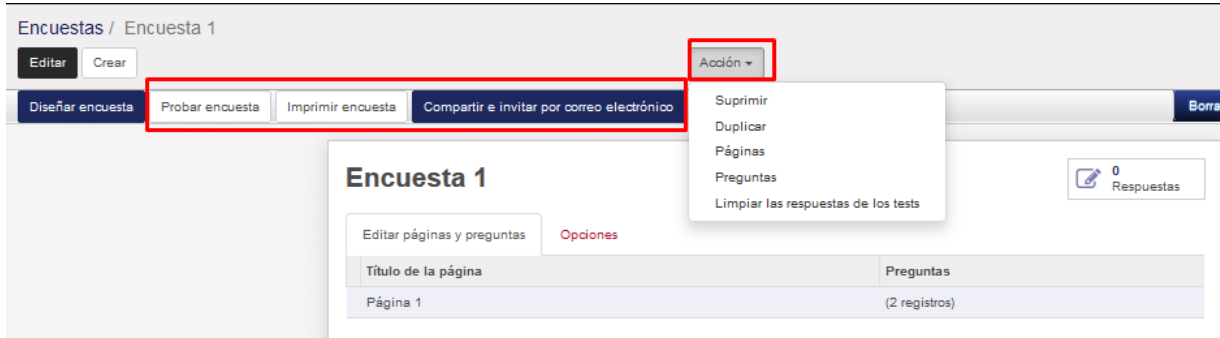 Encuestas / Encuesta 1
Editar Crear Acción
Diseñar encuesta Probar encuesta Imprimir encuesta Compartir e invitar por correo electrónico Borra
Suprimir
Duplicar
Páginas
Preguntas
Limpiar las respuestas de los tests
Encuesta 1
0
Respuestas
Editar páginas y preguntas Opciones
Título de la página Preguntas
Página 1 (2 registros)